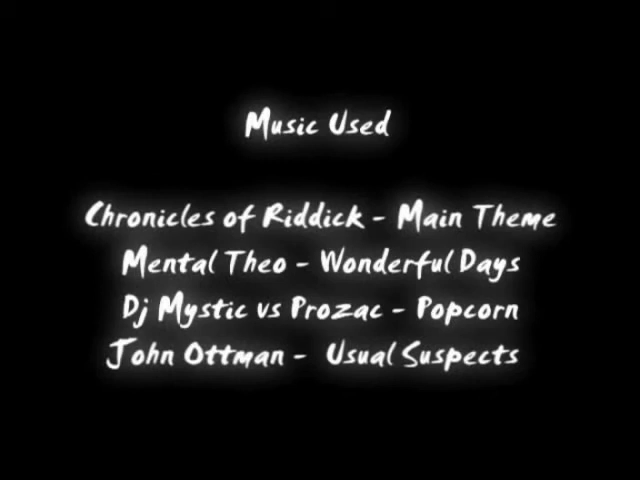 Music Used
Chronicles of Riddick - Main Theme
Mental Theo - Wonderful Days
Dj Mystic vs Prozac - Popcorn
John Ottman - Usual Suspects